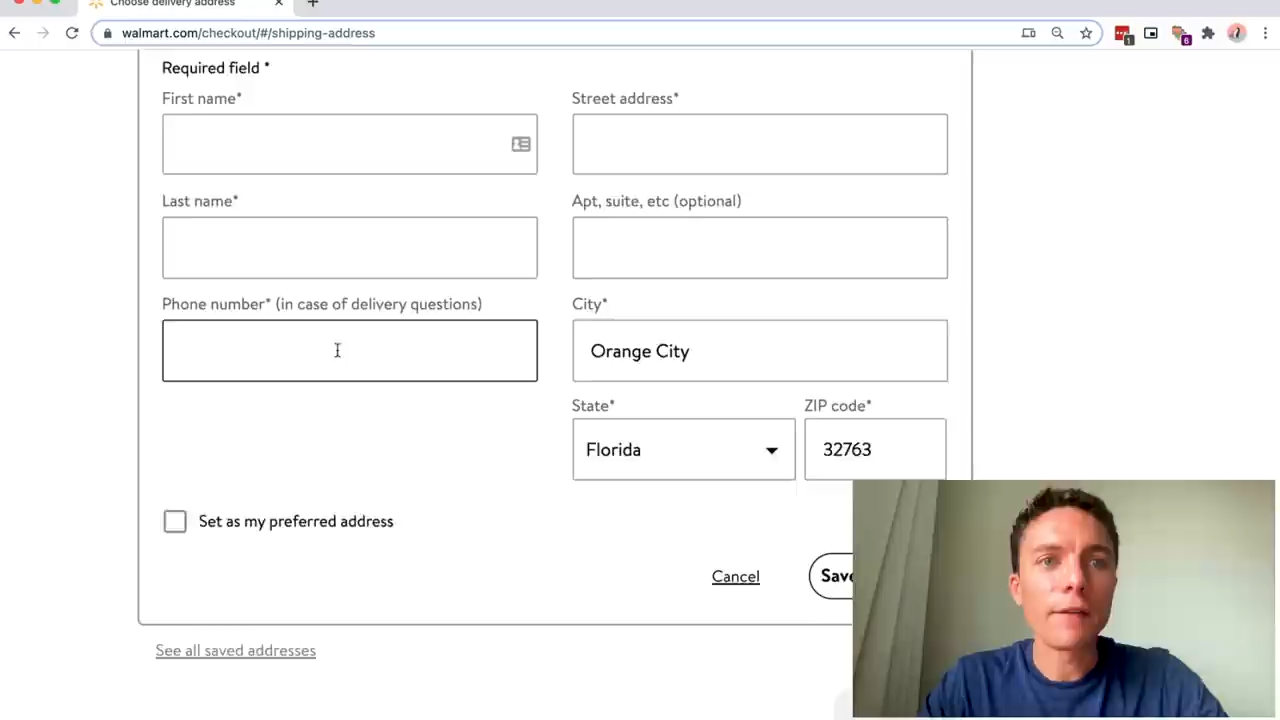 Choose delivery address
walmart.com/checkout/#/shipping-address
1
6
Required field *
First name*
Street address*
Last name*
Apt, suite, etc (optional)
Phone number* (in case of delivery questions)
City*
Orange City
State*
ZIP code*
Florida
32763
Set as my preferred address
Cancel
Save
See all saved addresses